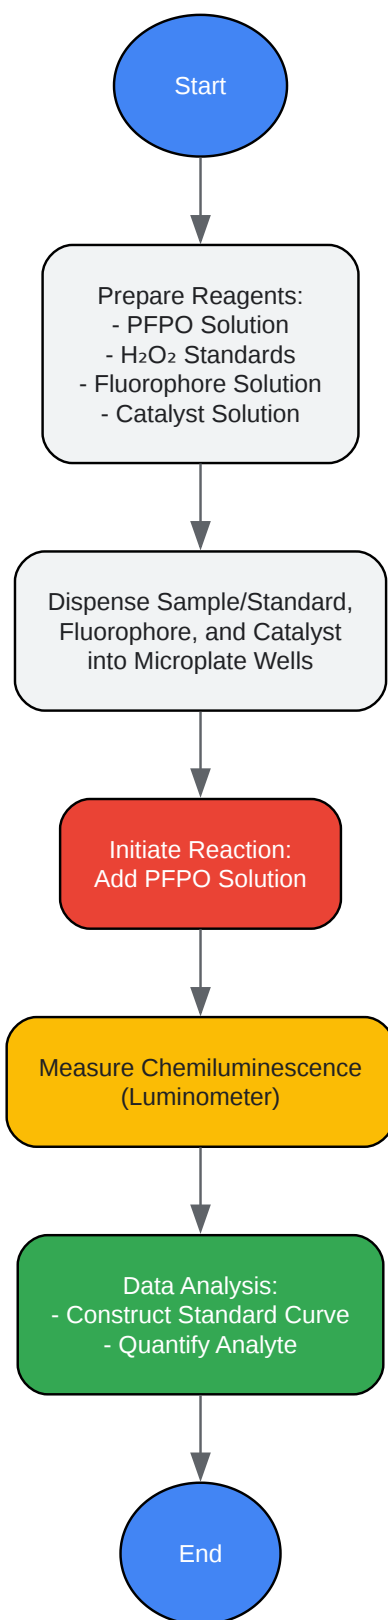 Start
Prepare Reagents:
- PFPO Solution
- H₂O₂ Standards
- Fluorophore Solution
- Catalyst Solution
Dispense Sample/Standard,
Fluorophore, and Catalyst
into Microplate Wells
Initiate Reaction:
Add PFPO Solution
Measure Chemiluminescence
(Luminometer)
Data Analysis:
- Construct Standard Curve
- Quantify Analyte
End